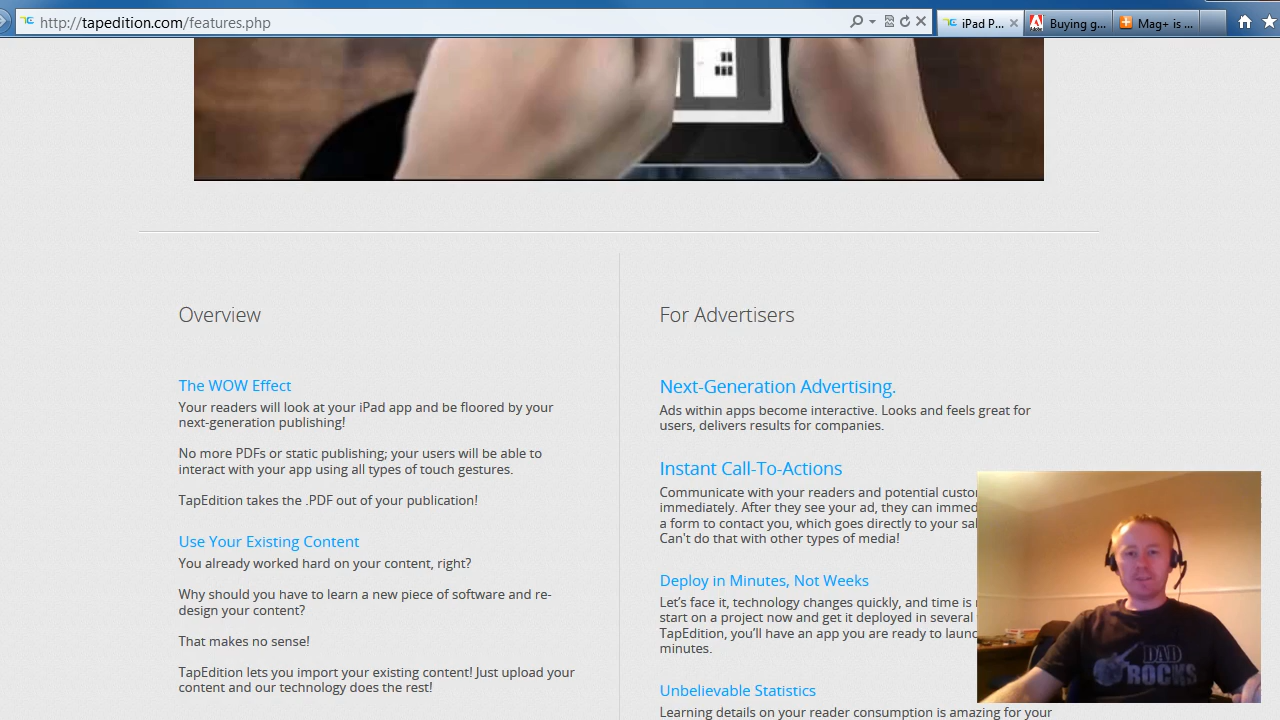 http://tapedition.com/features.php
iPad P...
Buying g...
Mag+ is ...
Overview
The WOW Effect
Your readers will look at your iPad app and be floored by your
next-generation publishing!
No more PDFs or static publishing; your users will be able to
interact with your app using all types of touch gestures.
TapEdition takes the .PDF out of your publication!
Use Your Existing Content
You already worked hard on your content, right?
Why should you have to learn a new piece of software and re-
design your content?
That makes no sense!
TapEdition lets you import your existing content! Just upload your
content and our technology does the rest!
For Advertisers
Next-Generation Advertising.
Ads within apps become interactive. Looks and feels great for
users, delivers results for companies.
Instant Call-To-Actions
Communicate with your readers and potential
immediately. After they see your ad, they can
a form to contact you, which goes directly to your
Can't do that with other types of media!
Deploy in Minutes, Not Weeks
Let's face it, technology changes quickly, and time is
start on a project now and get it deployed in several
TapEdition, you'll have an app you are ready to
minutes.
Unbelievable Statistics
Learning details on your reader consumption is amazing for your
DAD
ROCKS